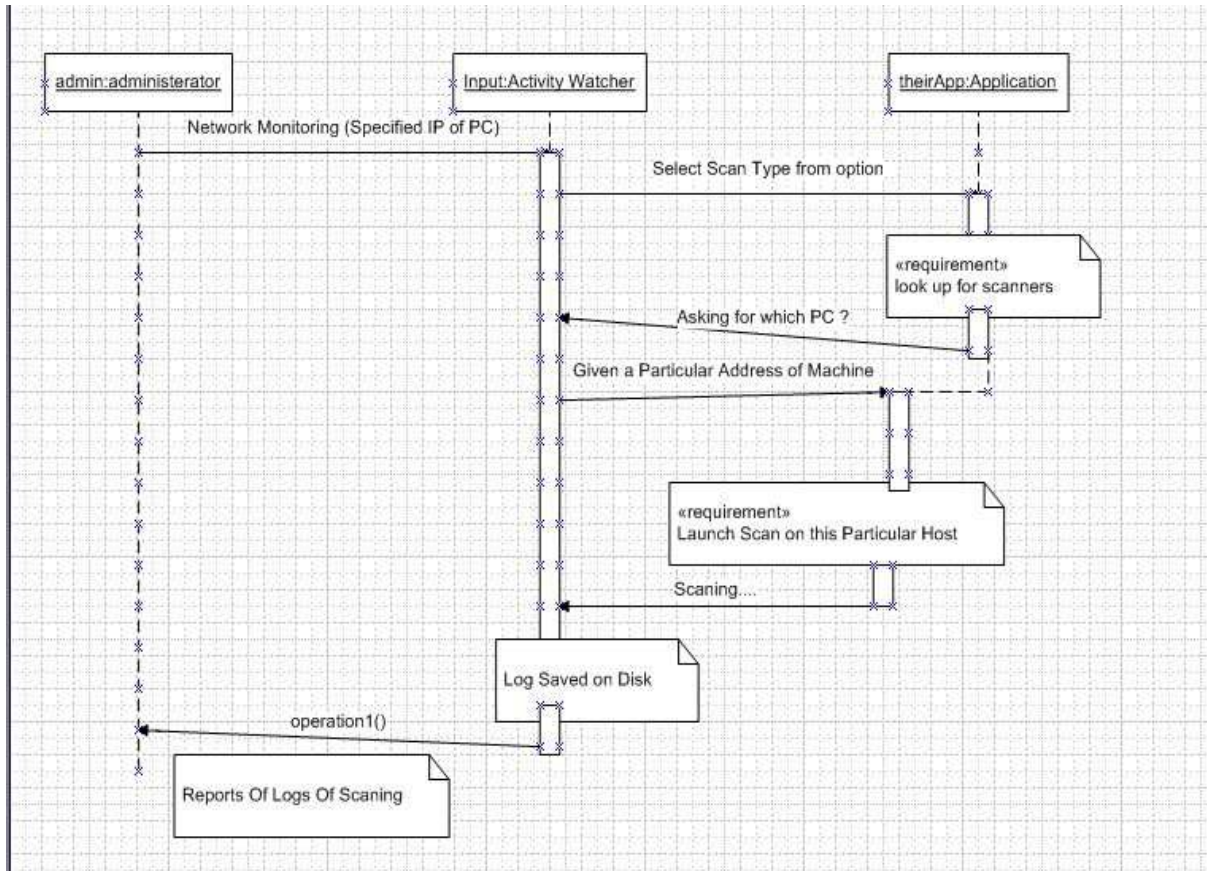 admin:administerator
Input:Activity Watcher
theirApp:Application
Network Monitoring (Specified IP of PC)
Select Scan Type from option
«requirement»
look up for scanners
Asking for which PC ?
Given a Particular Address of Machine
«requirement»
Launch Scan on this Particular Host
Scaning....
Log Saved on Disk
operation1()
Reports Of Logs Of Scaning